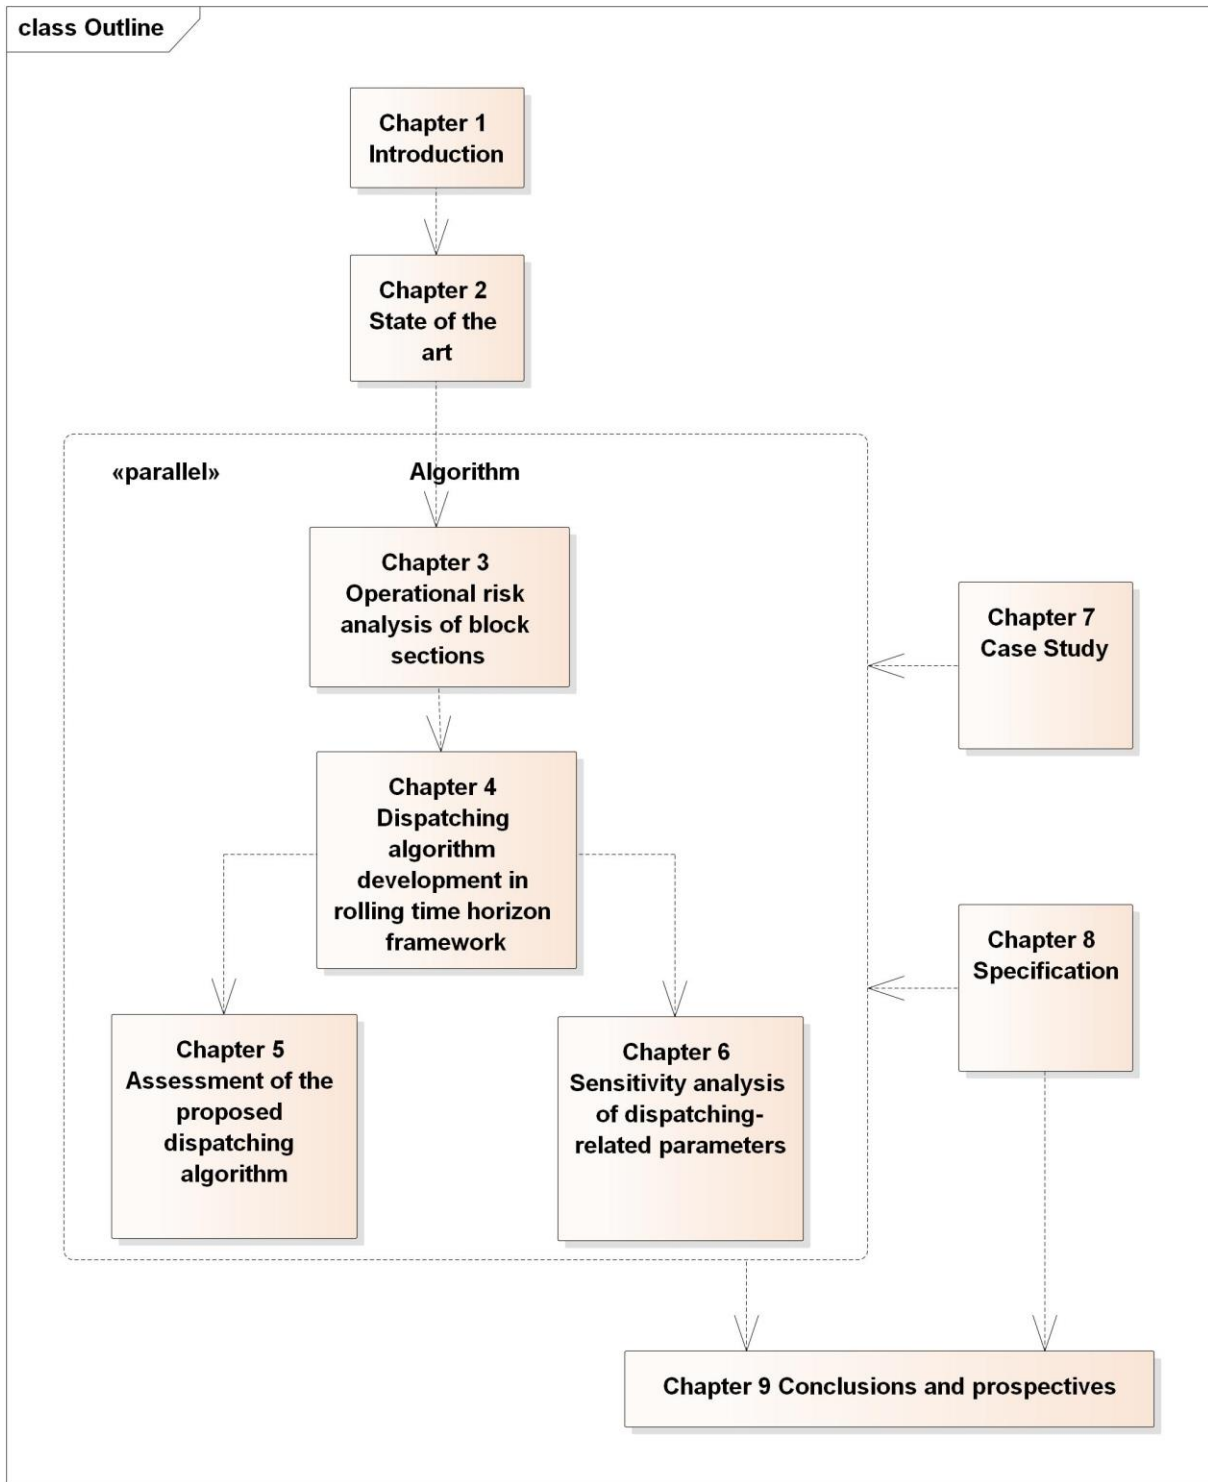 class Outline
Chapter 1
Introduction
Chapter 2
State of the
art
«parallel»
Algorithm
Chapter 3
Operational risk
analysis of block
sections
Chapter 4
Dispatching
algorithm
development in
rolling time horizon
framework
Chapter 5
Assessment of the
proposed
dispatching
algorithm
Chapter 6
Sensitivity analysis
of dispatching-
related parameters
Chapter 7
Case Study
Chapter 8
Specification
Chapter 9 Conclusions and prospectives